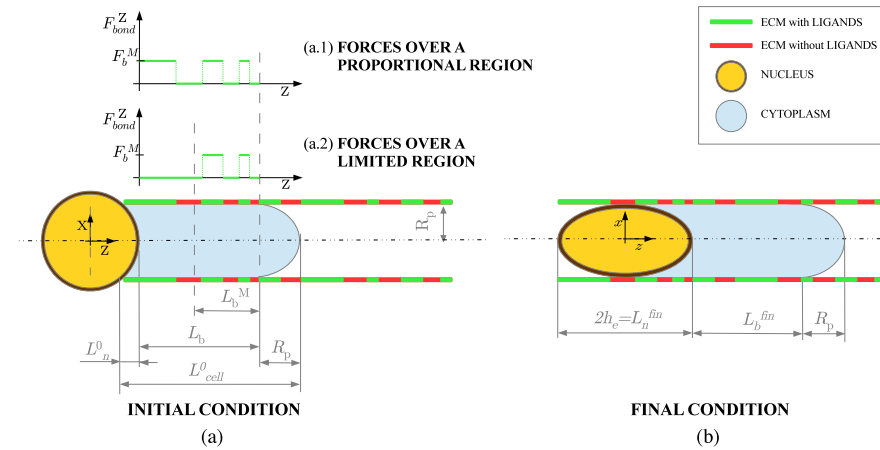 F_bond^Z
F_b^M
Z
(a.1) FORCES OVER A
PROPORTIONAL REGION
F_bond^Z
F_b^M
Z
(a.2) FORCES OVER A
LIMITED REGION
ECM with LIGANDS
ECM without LIGANDS
NUCLEUS
CYTOPLASM
X
Z
R_p
L_b^M
L_b
R_p
L_n^0
L_cell^0
INITIAL CONDITION
(a)
x
z
2h_e=L_n^fin
L_b^fin
R_p
FINAL CONDITION
(b)